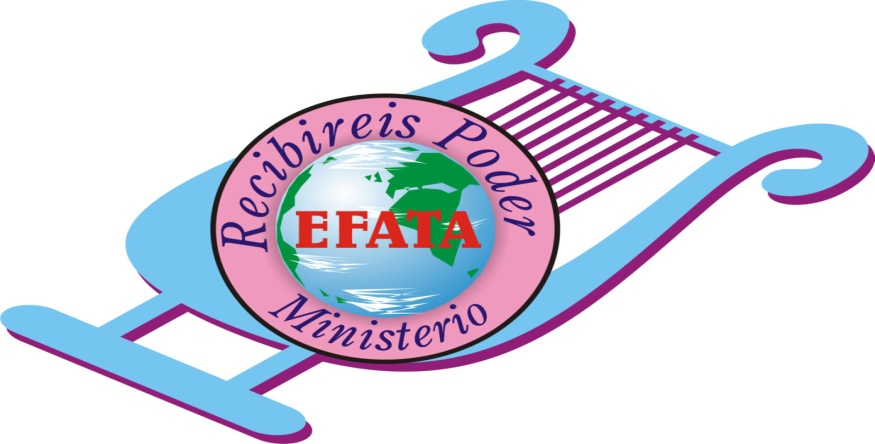 Recibireis Poder
EFATA
Ministerio